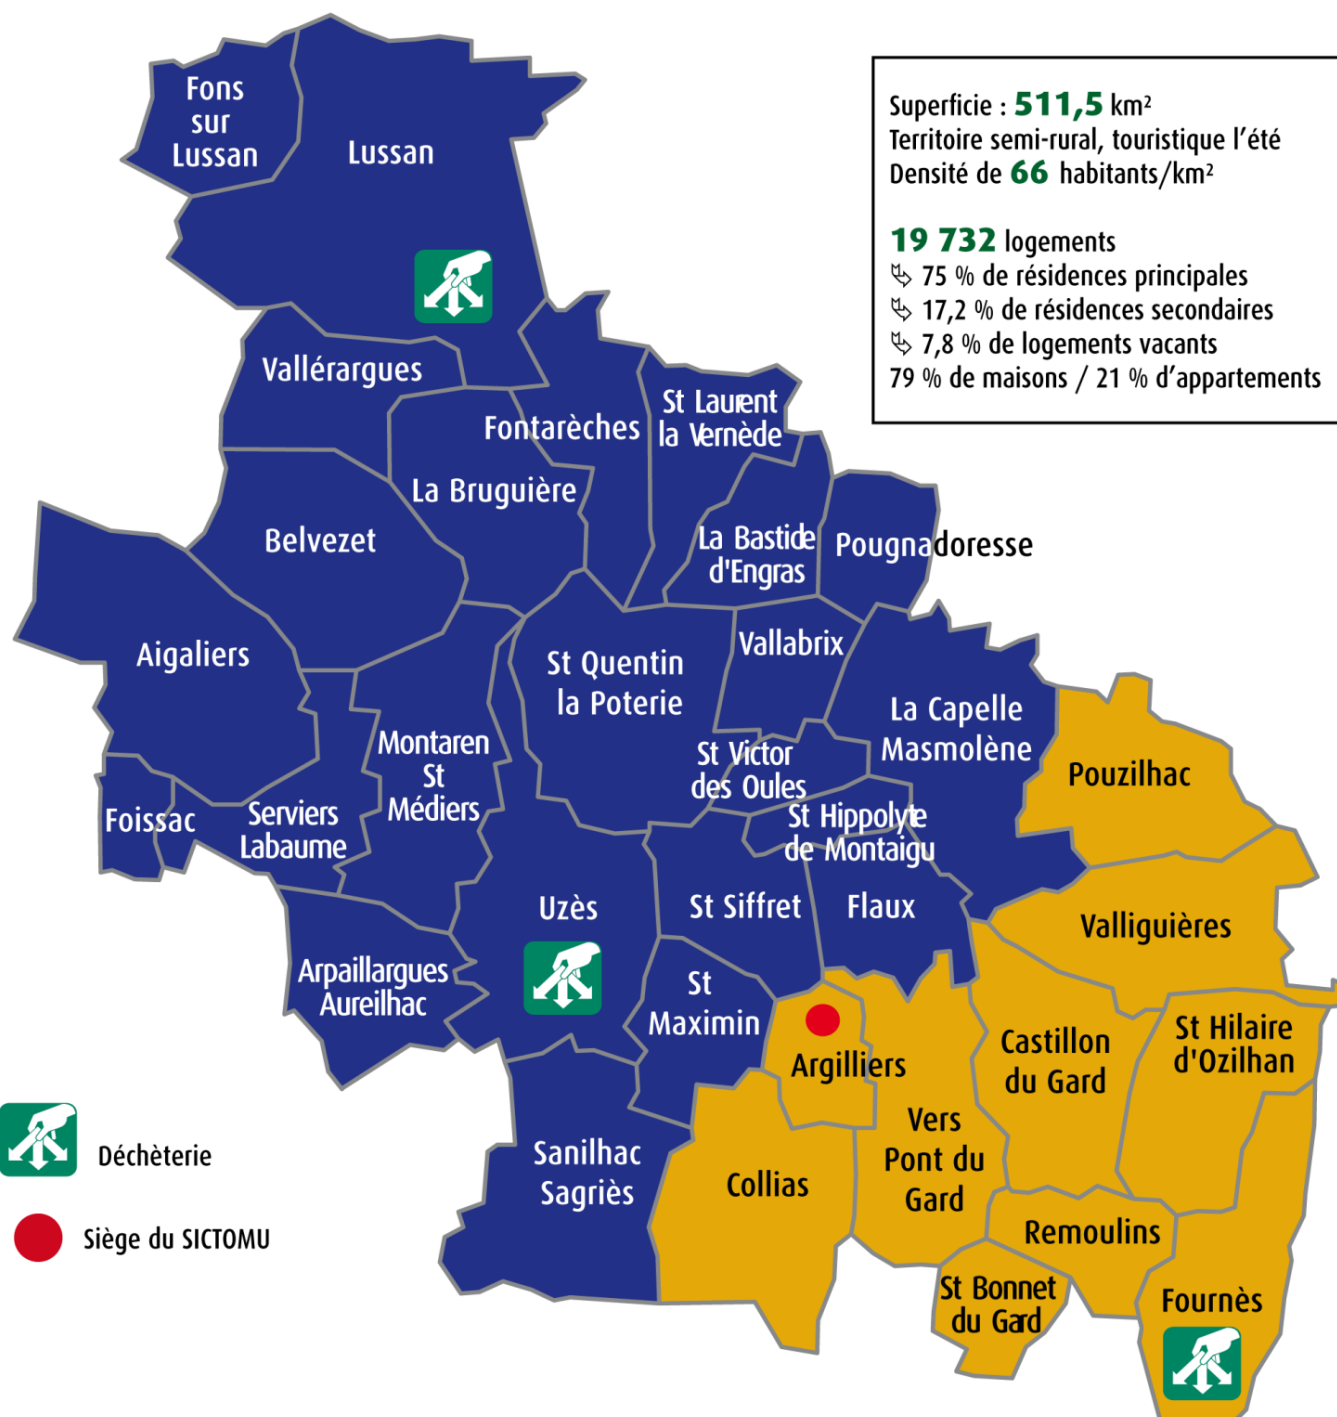 Fons
sur
Lussan
Lussan
Superficie : 511,5 km²
Territoire semi-rural, touristique l'été
Densité de 66 habitants/km²
19 732 logements
75 % de résidences principales
17,2 % de résidences secondaires
7,8 % de logements vacants
79 % de maisons / 21 % d'appartements
Vallérargues
Fontarèches
St Laurent
la Vernède
La Bruguière
Belvezet
La Bastide
d'Engras
Pougnadoresse
Aigaliers
St Quentin
la Poterie
Vallabrix
La Capelle
Masmolène
Montaren
St
Médiers
St Victor
des Oules
Pouzilhac
Foissac
Serviers
Labaume
St Hippolyte
de Montaigu
Uzès
St Siffret
Flaux
Valliguières
Arpaillargues
Aureilhac
St
Maximin
Argilliers
Castillon
du Gard
St Hilaire
d'Ozilhan
Vers
Pont du
Gard
Déchèterie
Sanilhac
Sagriès
Collias
Siège du SICTOMU
Remoulins
St Bonnet
du Gard
Fournès